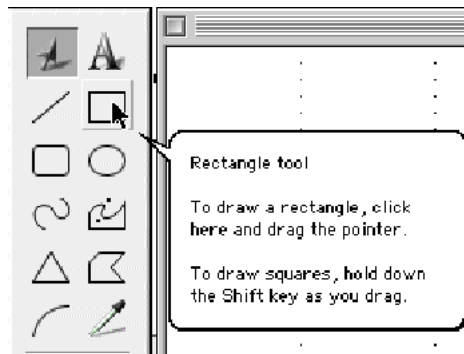 A
Rectangle tool
To draw a rectangle, click
here and drag the pointer.
To draw squares, hold down
the Shift key as you drag.